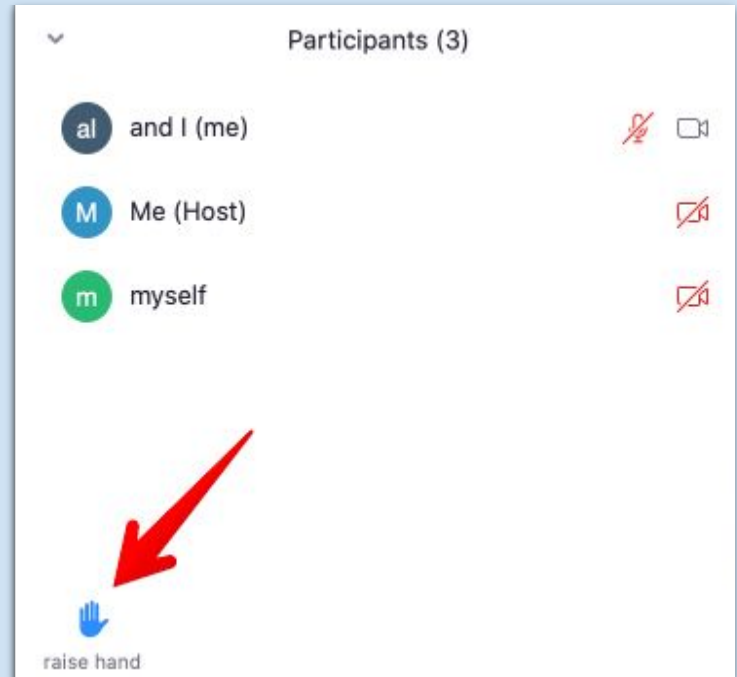 Participants (3)
al and I (me)
M Me (Host)
m myself
raise hand